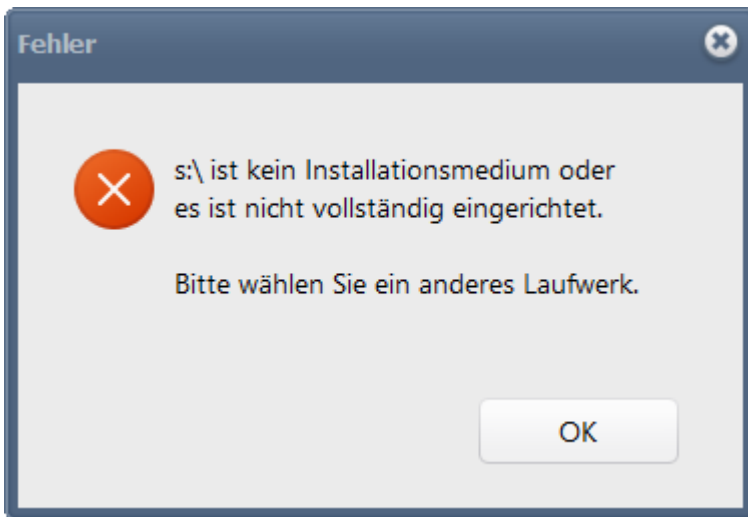 Fehler
s:\ ist kein Installationsmedium oder
es ist nicht vollständig eingerichtet.
Bitte wählen Sie ein anderes Laufwerk.
OK